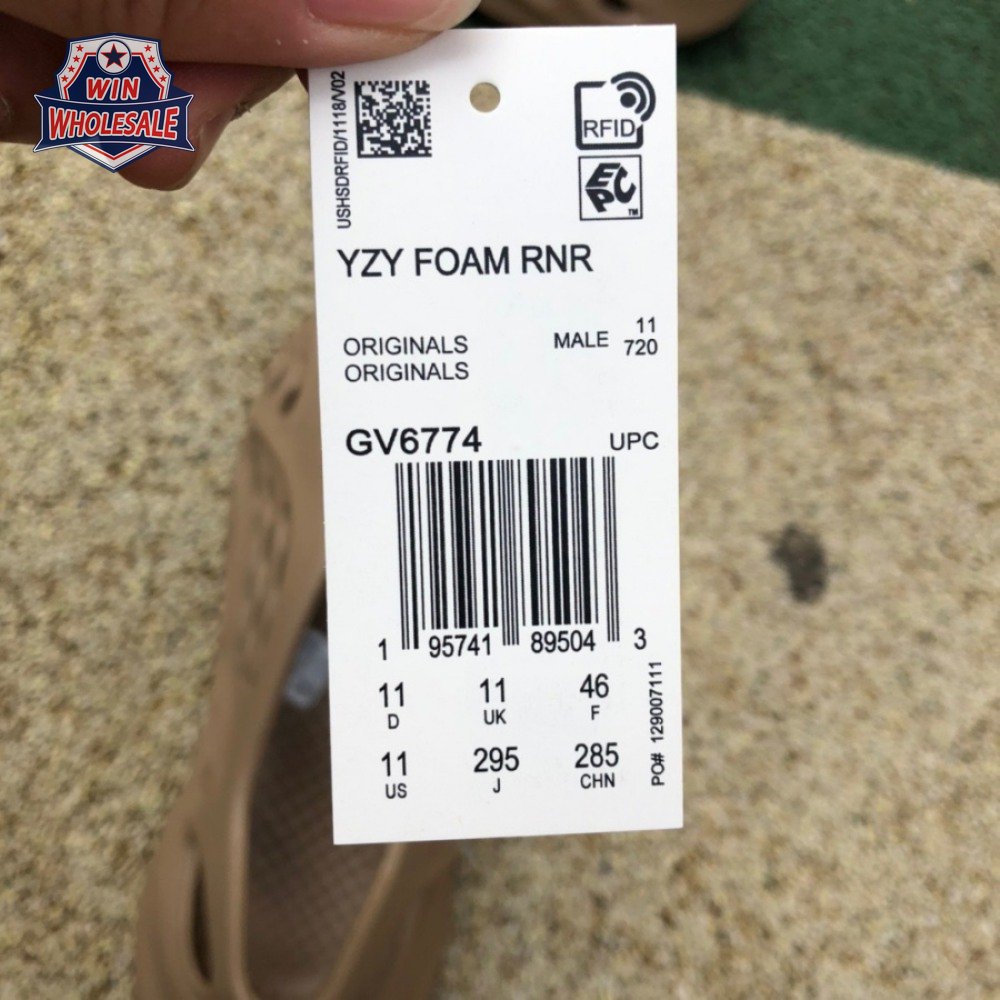 WIN
WHOLESALE
USHSDRFID/1118/V02
RFID
EPC
TM
YZY FOAM RNR
ORIGINALS
ORIGINALS
MALE
11
720
GV6774
UPC
1 95741 89504 3
11 11 46
D UK F
11 295 285
US J CHN
PO# 129007111